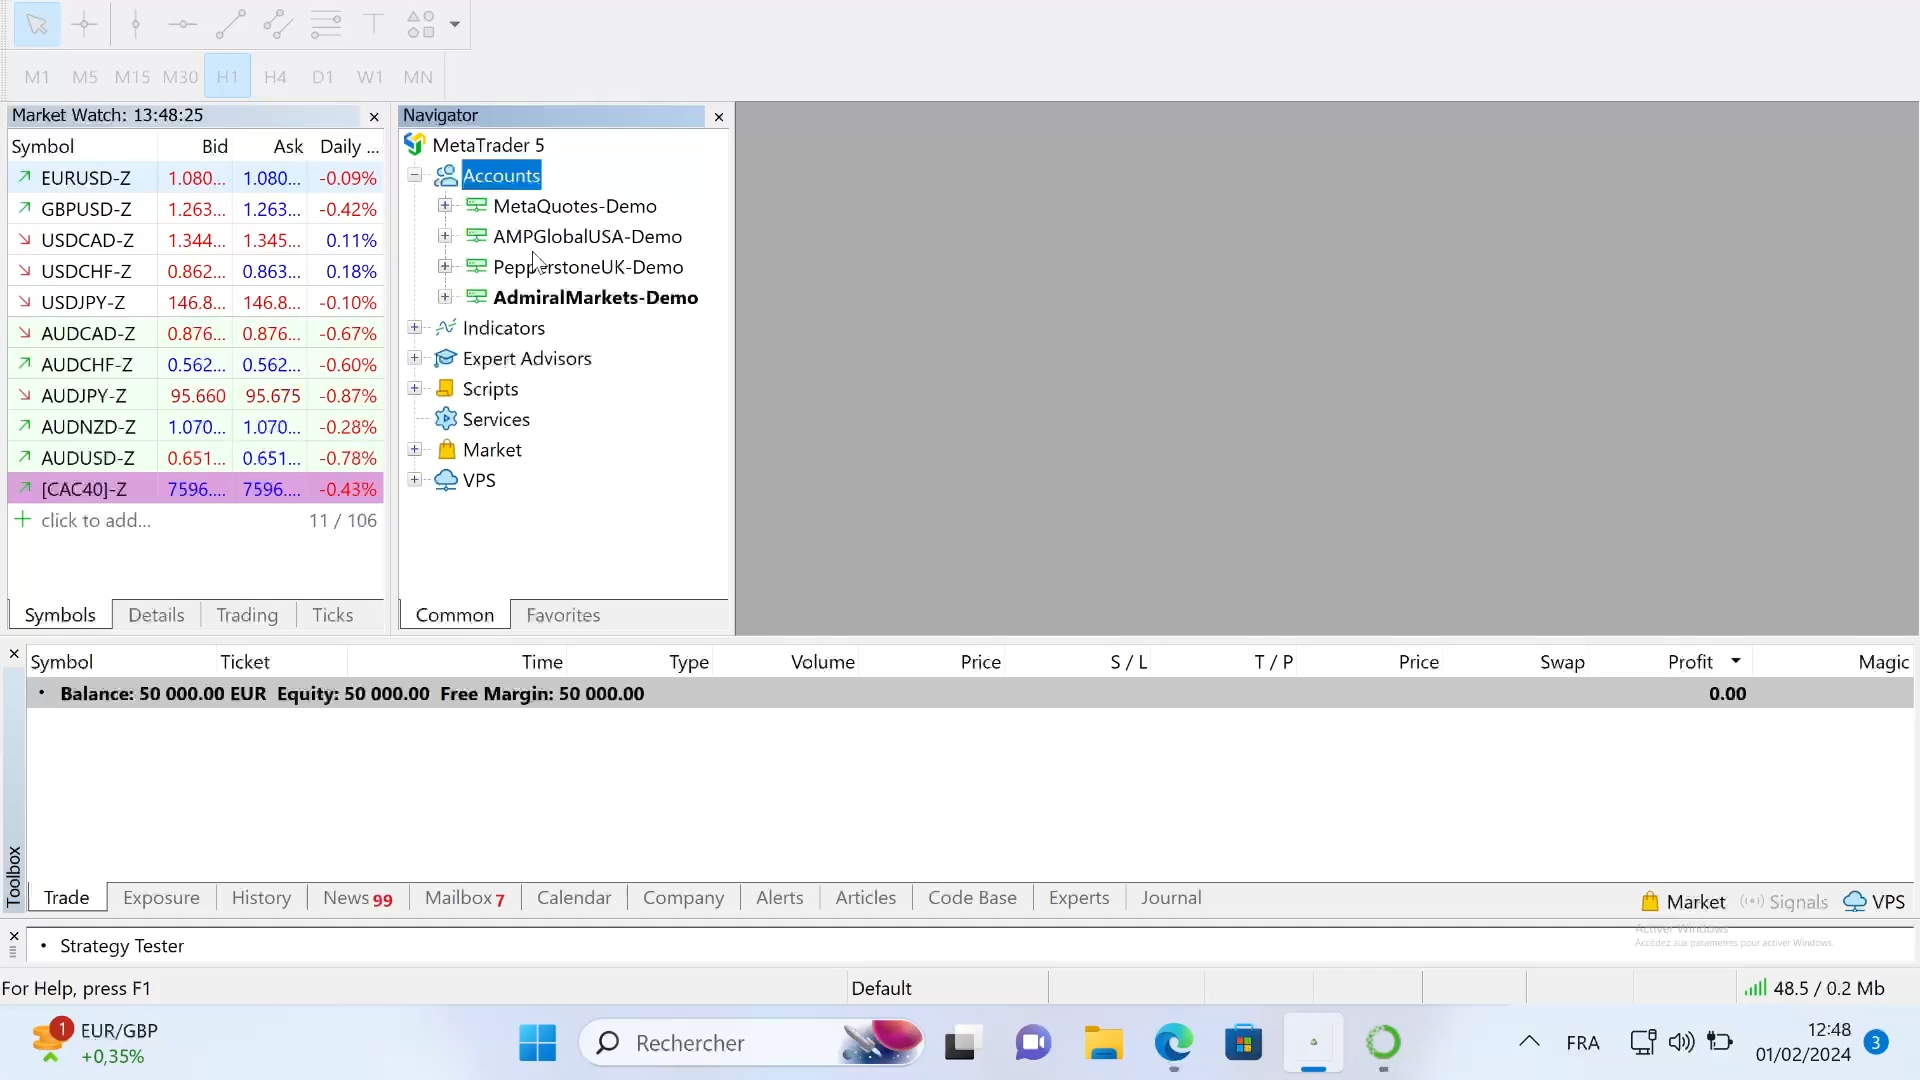 M1 M5 M15 M30 H1 H4 D1 W1 MN
Market Watch: 13:48:25
Symbol Bid Ask Daily ...
EURUSD-Z 1.080... 1.080... -0.09%
GBPUSD-Z 1.263... 1.263... -0.42%
USDCAD-Z 1.344... 1.345... 0.11%
USDCHF-Z 0.862... 0.863... 0.18%
USDJPY-Z 146.8... 146.8... -0.10%
AUDCAD-Z 0.876... 0.876... -0.67%
AUDCHF-Z 0.562... 0.562... -0.60%
AUDJPY-Z 95.660 95.675 -0.87%
AUDNZD-Z 1.070... 1.070... -0.28%
AUDUSD-Z 0.651... 0.651... -0.78%
[CAC40]-Z 7596.... 7596.... -0.43%
click to add... 11 / 106
Symbols Details Trading Ticks
Navigator
MetaTrader 5
Accounts
MetaQuotes-Demo
AMPGlobalUSA-Demo
PepperstoneUK-Demo
AdmiralMarkets-Demo
Indicators
Expert Advisors
Scripts
Services
Market
VPS
Common Favorites
Symbol Ticket Time Type Volume Price S / L T / P Price Swap Profit Magic
Balance: 50 000.00 EUR Equity: 50 000.00 Free Margin: 50 000.00 0.00
Toolbox
Trade Exposure History News 99 Mailbox 7 Calendar Company Alerts Articles Code Base Experts Journal
Market Signals VPS
Activer Windows
Accédez aux paramètres pour activer Windows.
Strategy Tester
For Help, press F1 Default 48.5 / 0.2 Mb
1 EUR/GBP
+0,35%
Rechercher
FRA
12:48
01/02/2024
3